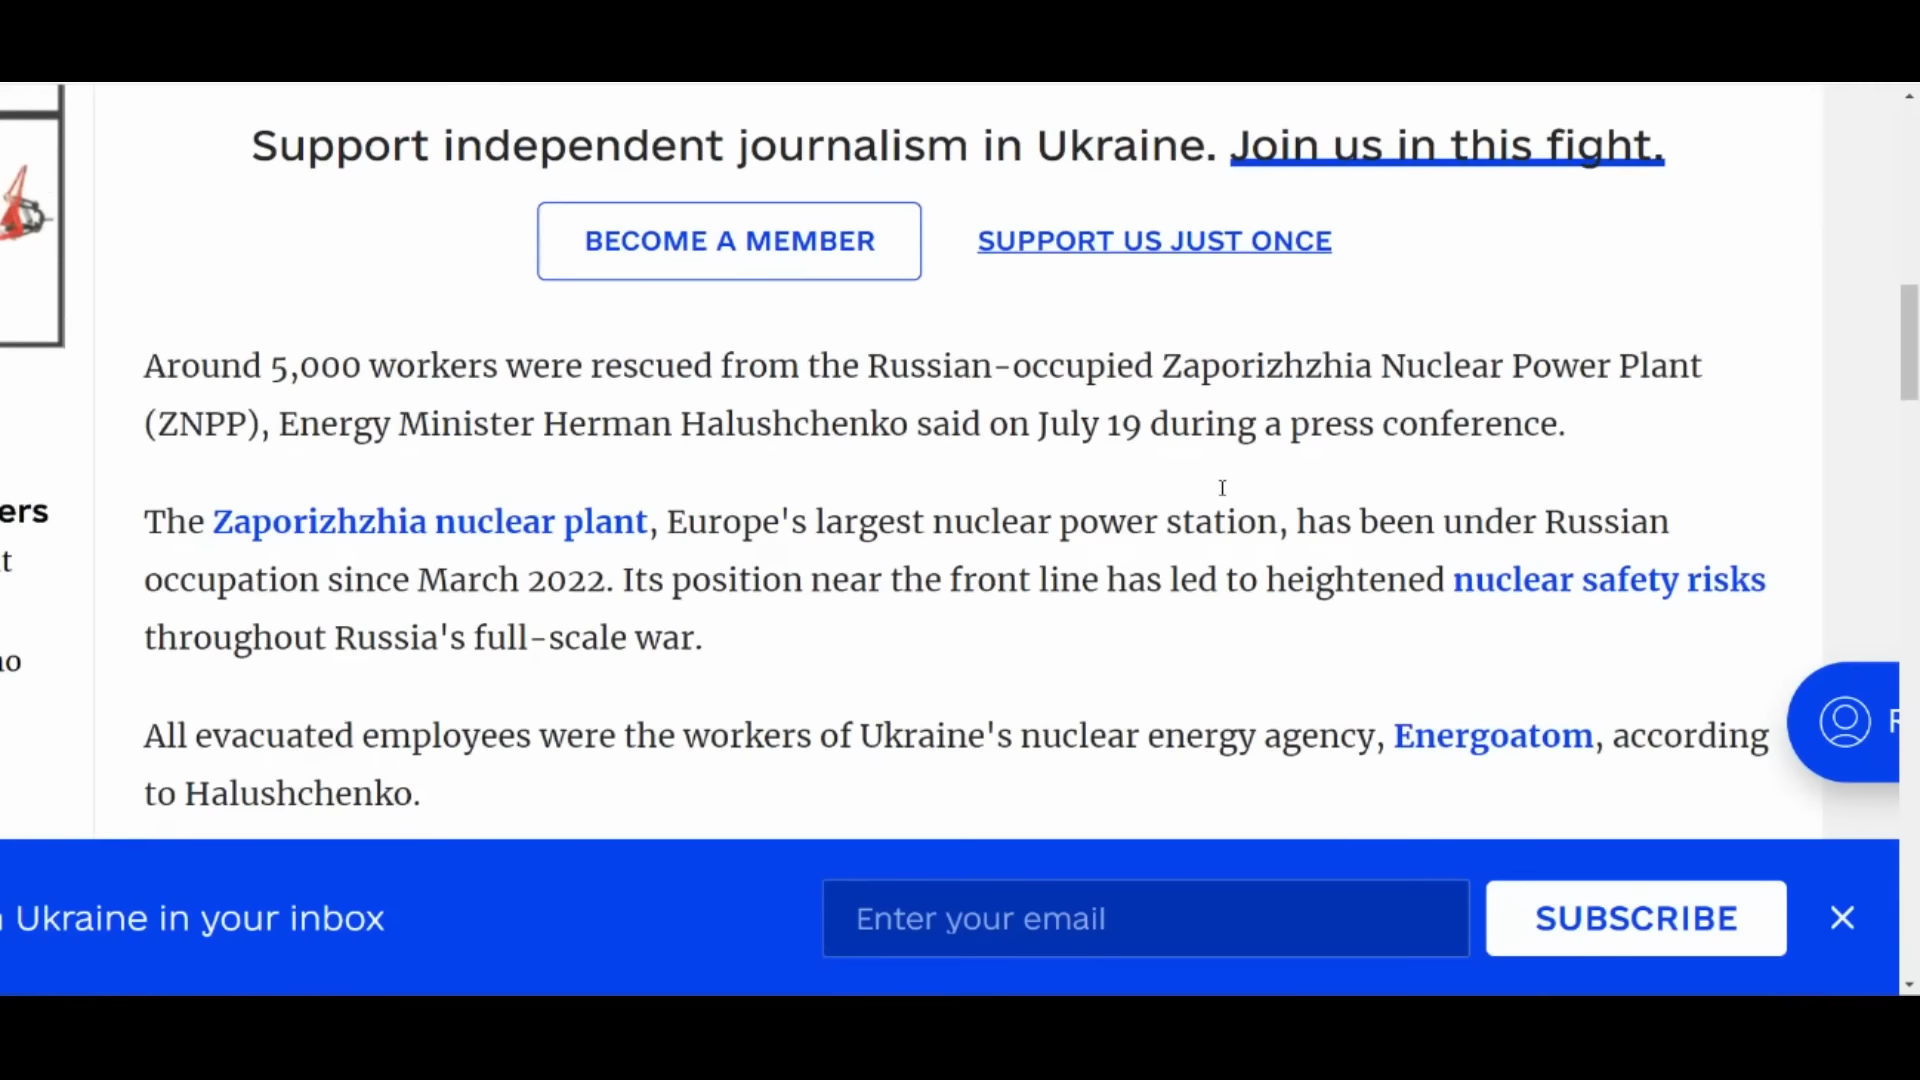 Support independent journalism in Ukraine. Join us in this fight.
BECOME A MEMBER SUPPORT US JUST ONCE
Around 5,000 workers were rescued from the Russian-occupied Zaporizhzhia Nuclear Power Plant
(ZNPP), Energy Minister Herman Halushchenko said on July 19 during a press conference.
ers
The Zaporizhzhia nuclear plant, Europe's largest nuclear power station, has been under Russian
occupation since March 2022. Its position near the front line has led to heightened nuclear safety risks
throughout Russia's full-scale war.
All evacuated employees were the workers of Ukraine's nuclear energy agency, Energoatom, according
to Halushchenko.
Ukraine in your inbox
Enter your email
SUBSCRIBE